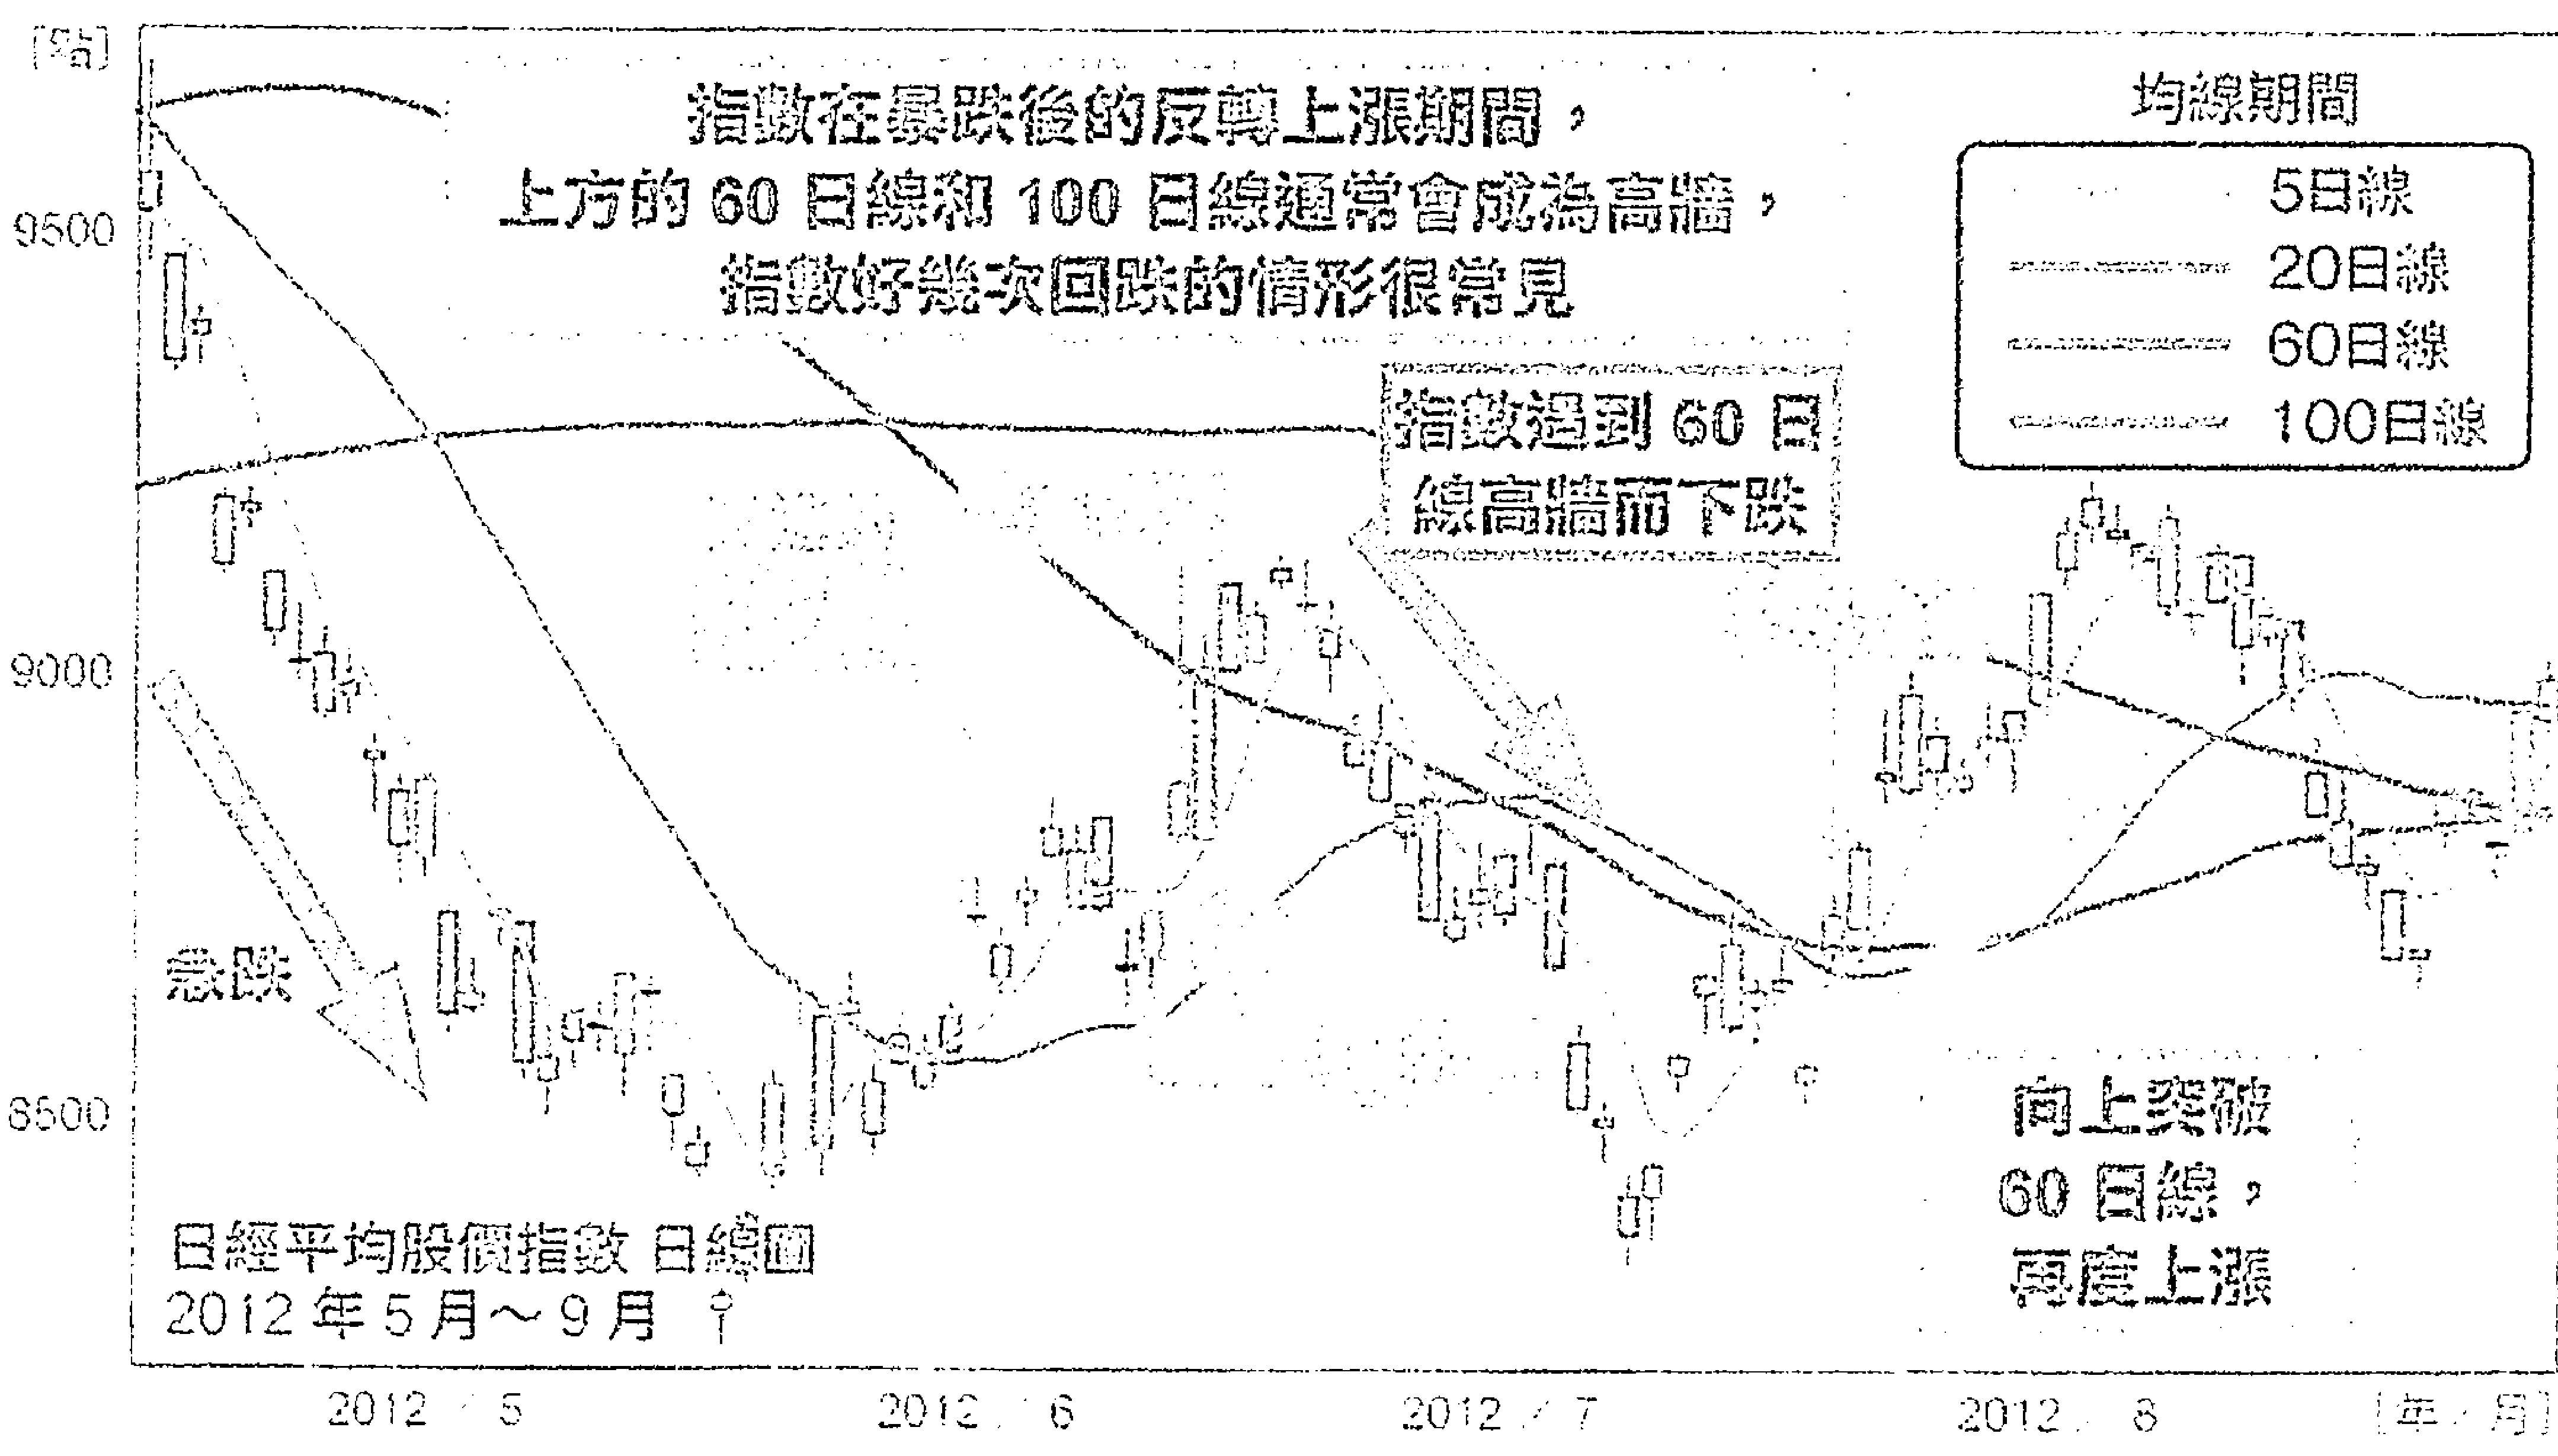 [點]
指數在暴跌後的反轉上漲期間，
上方的 60 日線和 100 日線通常會成為高牆，
指數好幾次回跌的情形很常見
均線期間
5日線
20日線
60日線
100日線
9500
指數遇到 60 日
線高牆而下跌
9000
急跌
8500
向上突破
60 日線，
再度上漲
日經平均股價指數 日線圖
2012 年 5 月～9 月
2012／5
2012／6
2012／7
2012／8
[年／月]